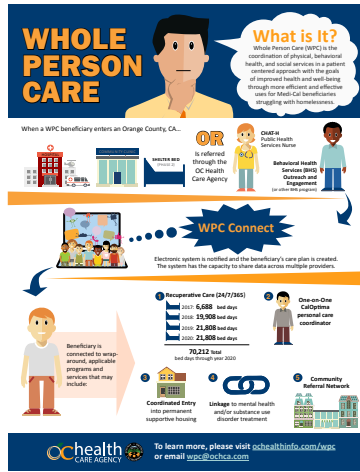 WHOLE
PERSON
CARE
What is It?
Whole Person Care (WPC) is the
coordination of physical, behavioral
health, and social services in a patient
centered approach with the goals
of improved health and well-being
through more efficient and effective
uses for Medi-Cal beneficiaries
struggling with homelessness.
When a WPC beneficiary enters an Orange County, CA...
SHELTER BED
OR
Is referred
through the
OC Health
Care Agency
CHAT-H
Public Health
Services Nurse
Behavioral Health
Services (BHS)
Outreach and
Engagement
(or other BHS program)
WPC Connect
Electronic system is notified and the beneficiary's care plan is created.
The system has the capacity to share data across multiple providers.
Beneficiary is
connected to wrap-
around, applicable
programs and
services that may
include:
1 Recuperative Care (24/7/365)
2017: 6,688 bed days
2018: 19,908 bed days
2019: 21,808 bed days
2020: 21,808 bed days
70,212 Total
bed days through year 2020
2
One-on-One
CalOptima
personal care
coordinator
3
Coordinated Entry
into permanent
supportive housing
4
Linkage to mental health
and/or substance use
disorder treatment
5
Community
Referral Network
OC health
CARE AGENCY
To learn more, please visit ochealthinfo.com/wpc
or email wpc@ochca.com